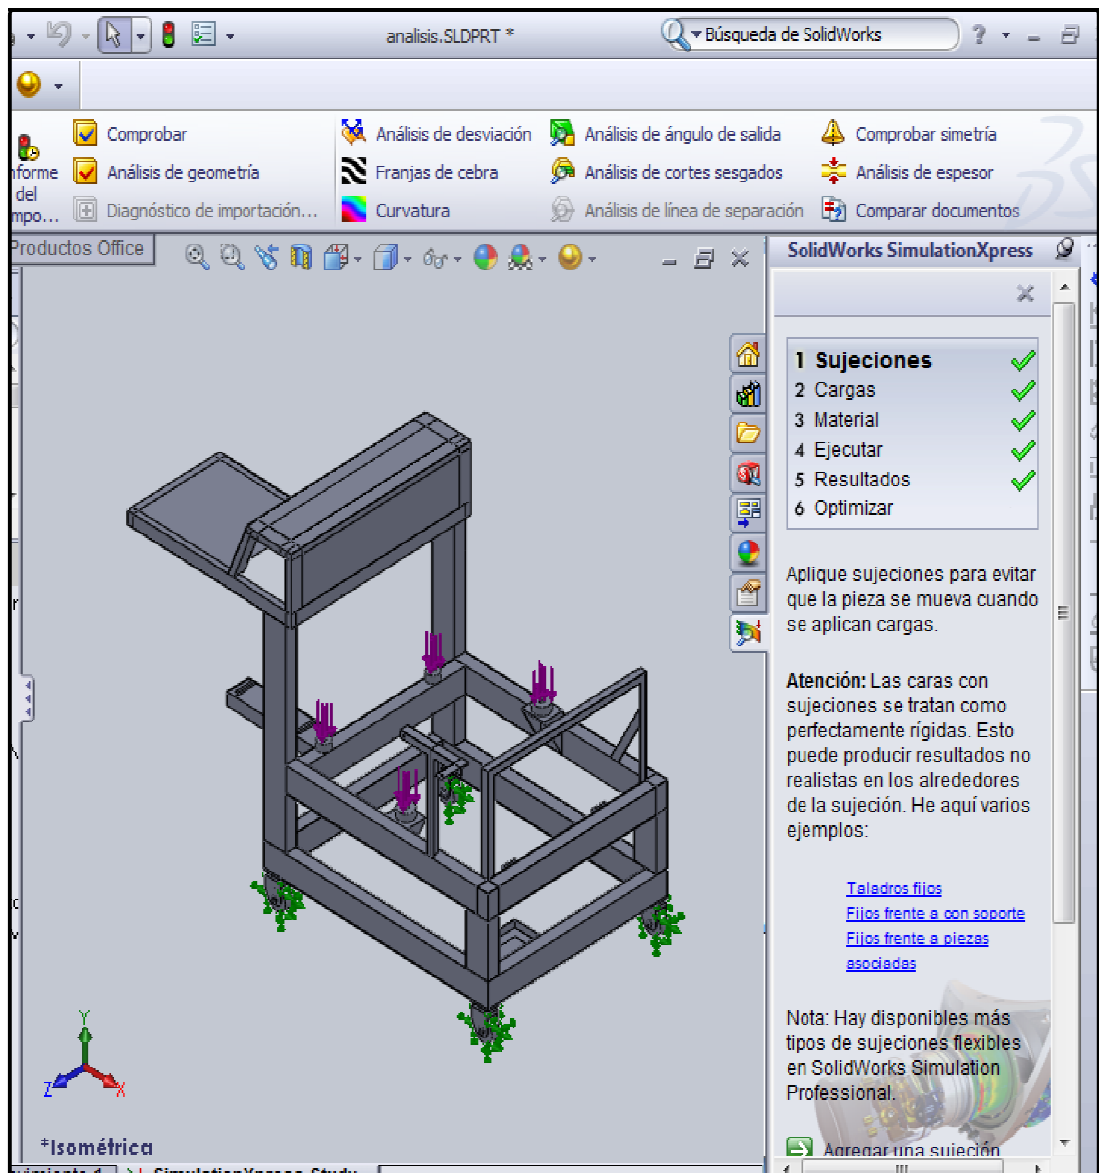 analisis.SLDPRT *
Búsqueda de SolidWorks
?
Comprobar
Análisis de desviación
Análisis de ángulo de salida
Comprobar simetría
Análisis de geometría
Franjas de cebra
Análisis de cortes sesgados
Análisis de espesor
del
Diagnóstico de importación...
Curvatura
Análisis de línea de separación
Comparar documentos
Productos Office
SolidWorks SimulationXpress
1 Sujeciones
2 Cargas
3 Material
4 Ejecutar
5 Resultados
6 Optimizar
Aplique sujeciones para evitar
que la pieza se mueva cuando
se aplican cargas.
Atención: Las caras con
sujeciones se tratan como
perfectamente rígidas. Esto
puede producir resultados no
realistas en los alrededores
de la sujeción. He aquí varios
ejemplos:
Taladros fijos
Fijos frente a con soporte
Fijos frente a piezas
asociadas
Nota: Hay disponibles más
tipos de sujeciones flexibles
en SolidWorks Simulation
Professional.
Agregar una sujeción
Y
Z
X
*Isométrica
SimulationXpress Study